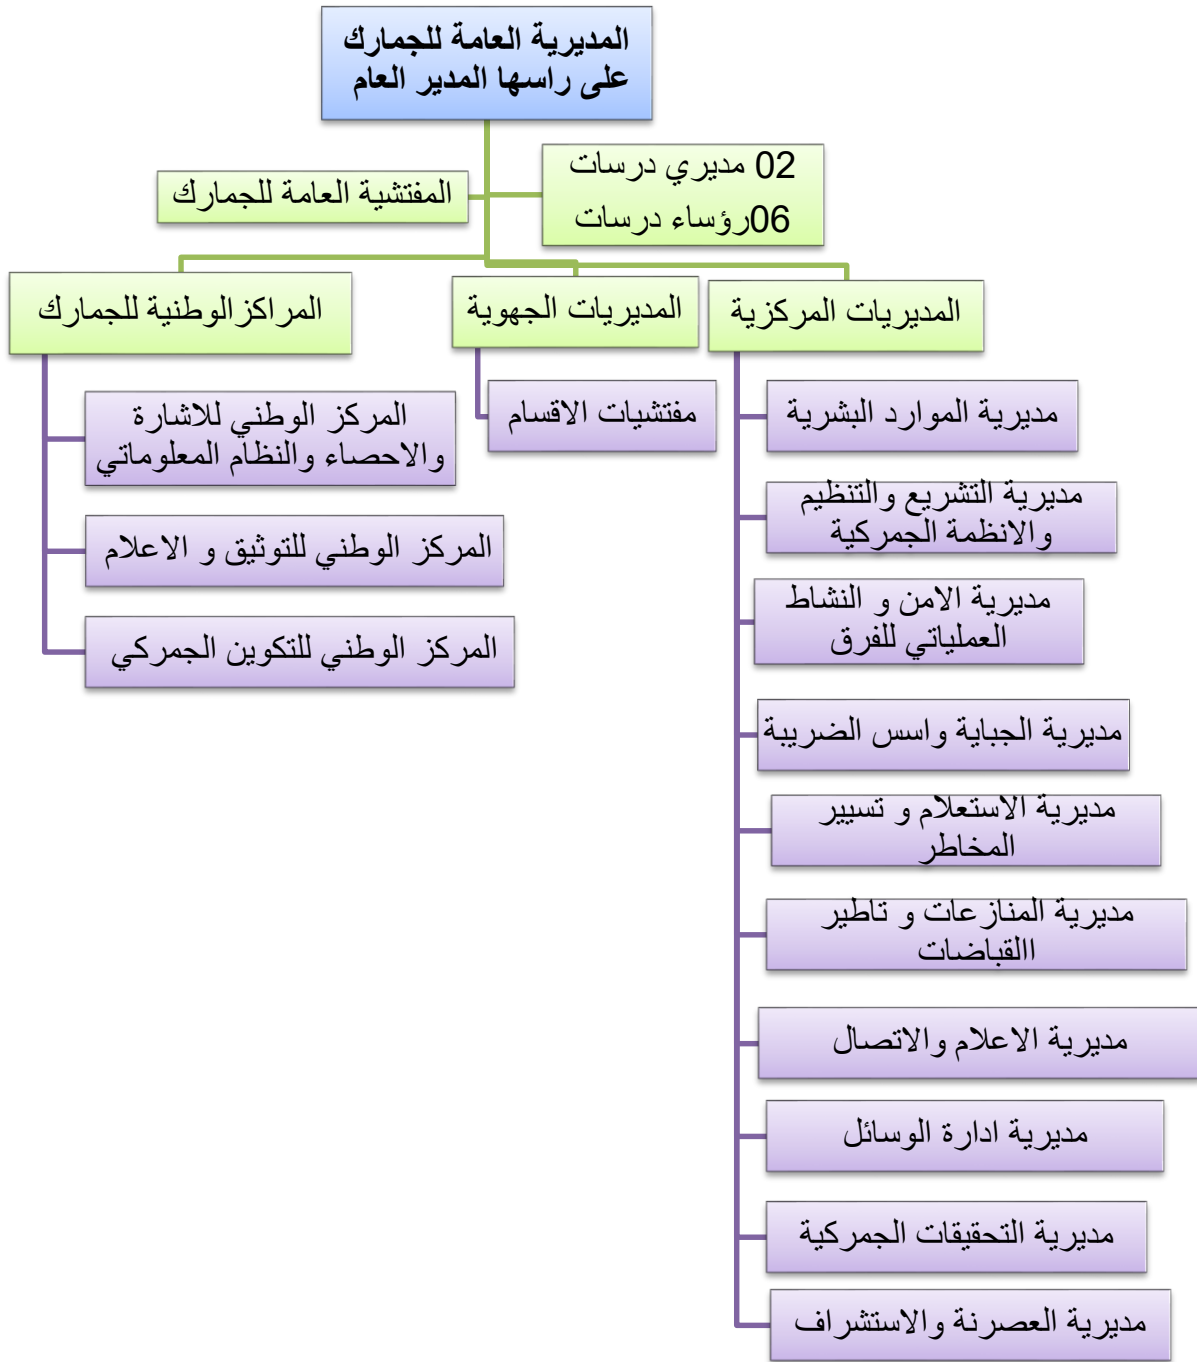 المديرية العامة للجمارك
على راسها المدير العام
02 مديري درسات
06رؤساء درسات
المفتشية العامة للجمارك
المديريات المركزية
المديريات الجهوية
المراكز الوطنية للجمارك
مديرية الموارد البشرية
مديرية التشريع والتنظيم
والانظمة الجمركية
مديرية الامن و النشاط
العملياتي للفرق
مديرية الجباية واسس الضريبة
مديرية الاستعلام و تسيير
المخاطر
مديرية المنازعات و تاطير
االقباضات
مديرية الاعلام والاتصال
مديرية ادارة الوسائل
مديرية التحقيقات الجمركية
مديرية العصرنة والاستشراف
مفتشيات الاقسام
المركز الوطني للاشارة
والاحصاء والنظام المعلوماتي
المركز الوطني للتوثيق و الاعلام
المركز الوطني للتكوين الجمركي